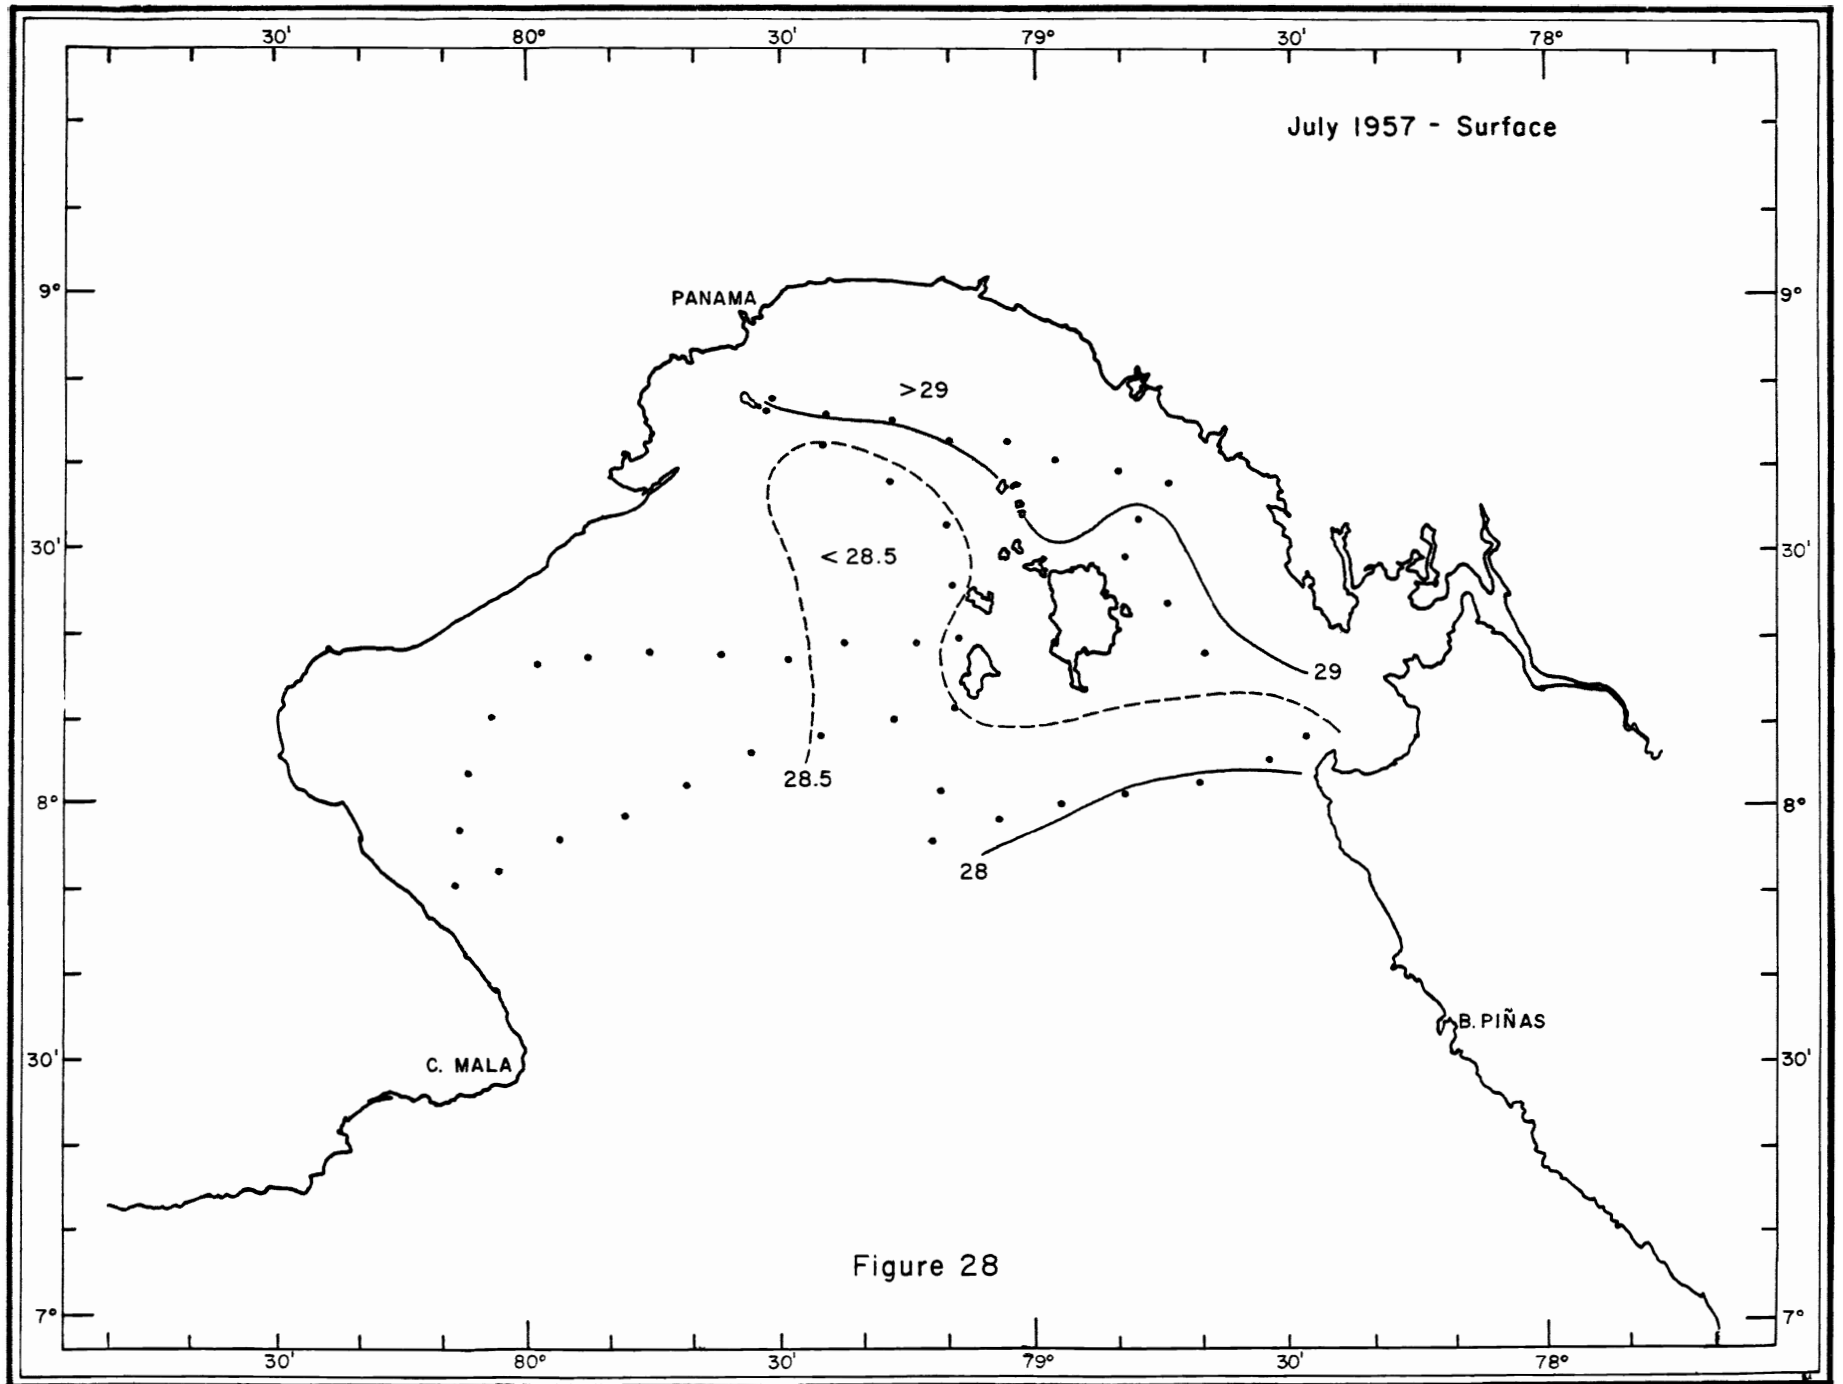 30' 80° 30' 79° 30' 78°
July 1957 - Surface
9° PANAMA 9°
>29
30' < 28.5 30'
29
28.5
8° 8°
28
B. PIÑAS
30' C. MALA 30'
Figure 28
7° 7°
30' 80° 30' 79° 30' 78°